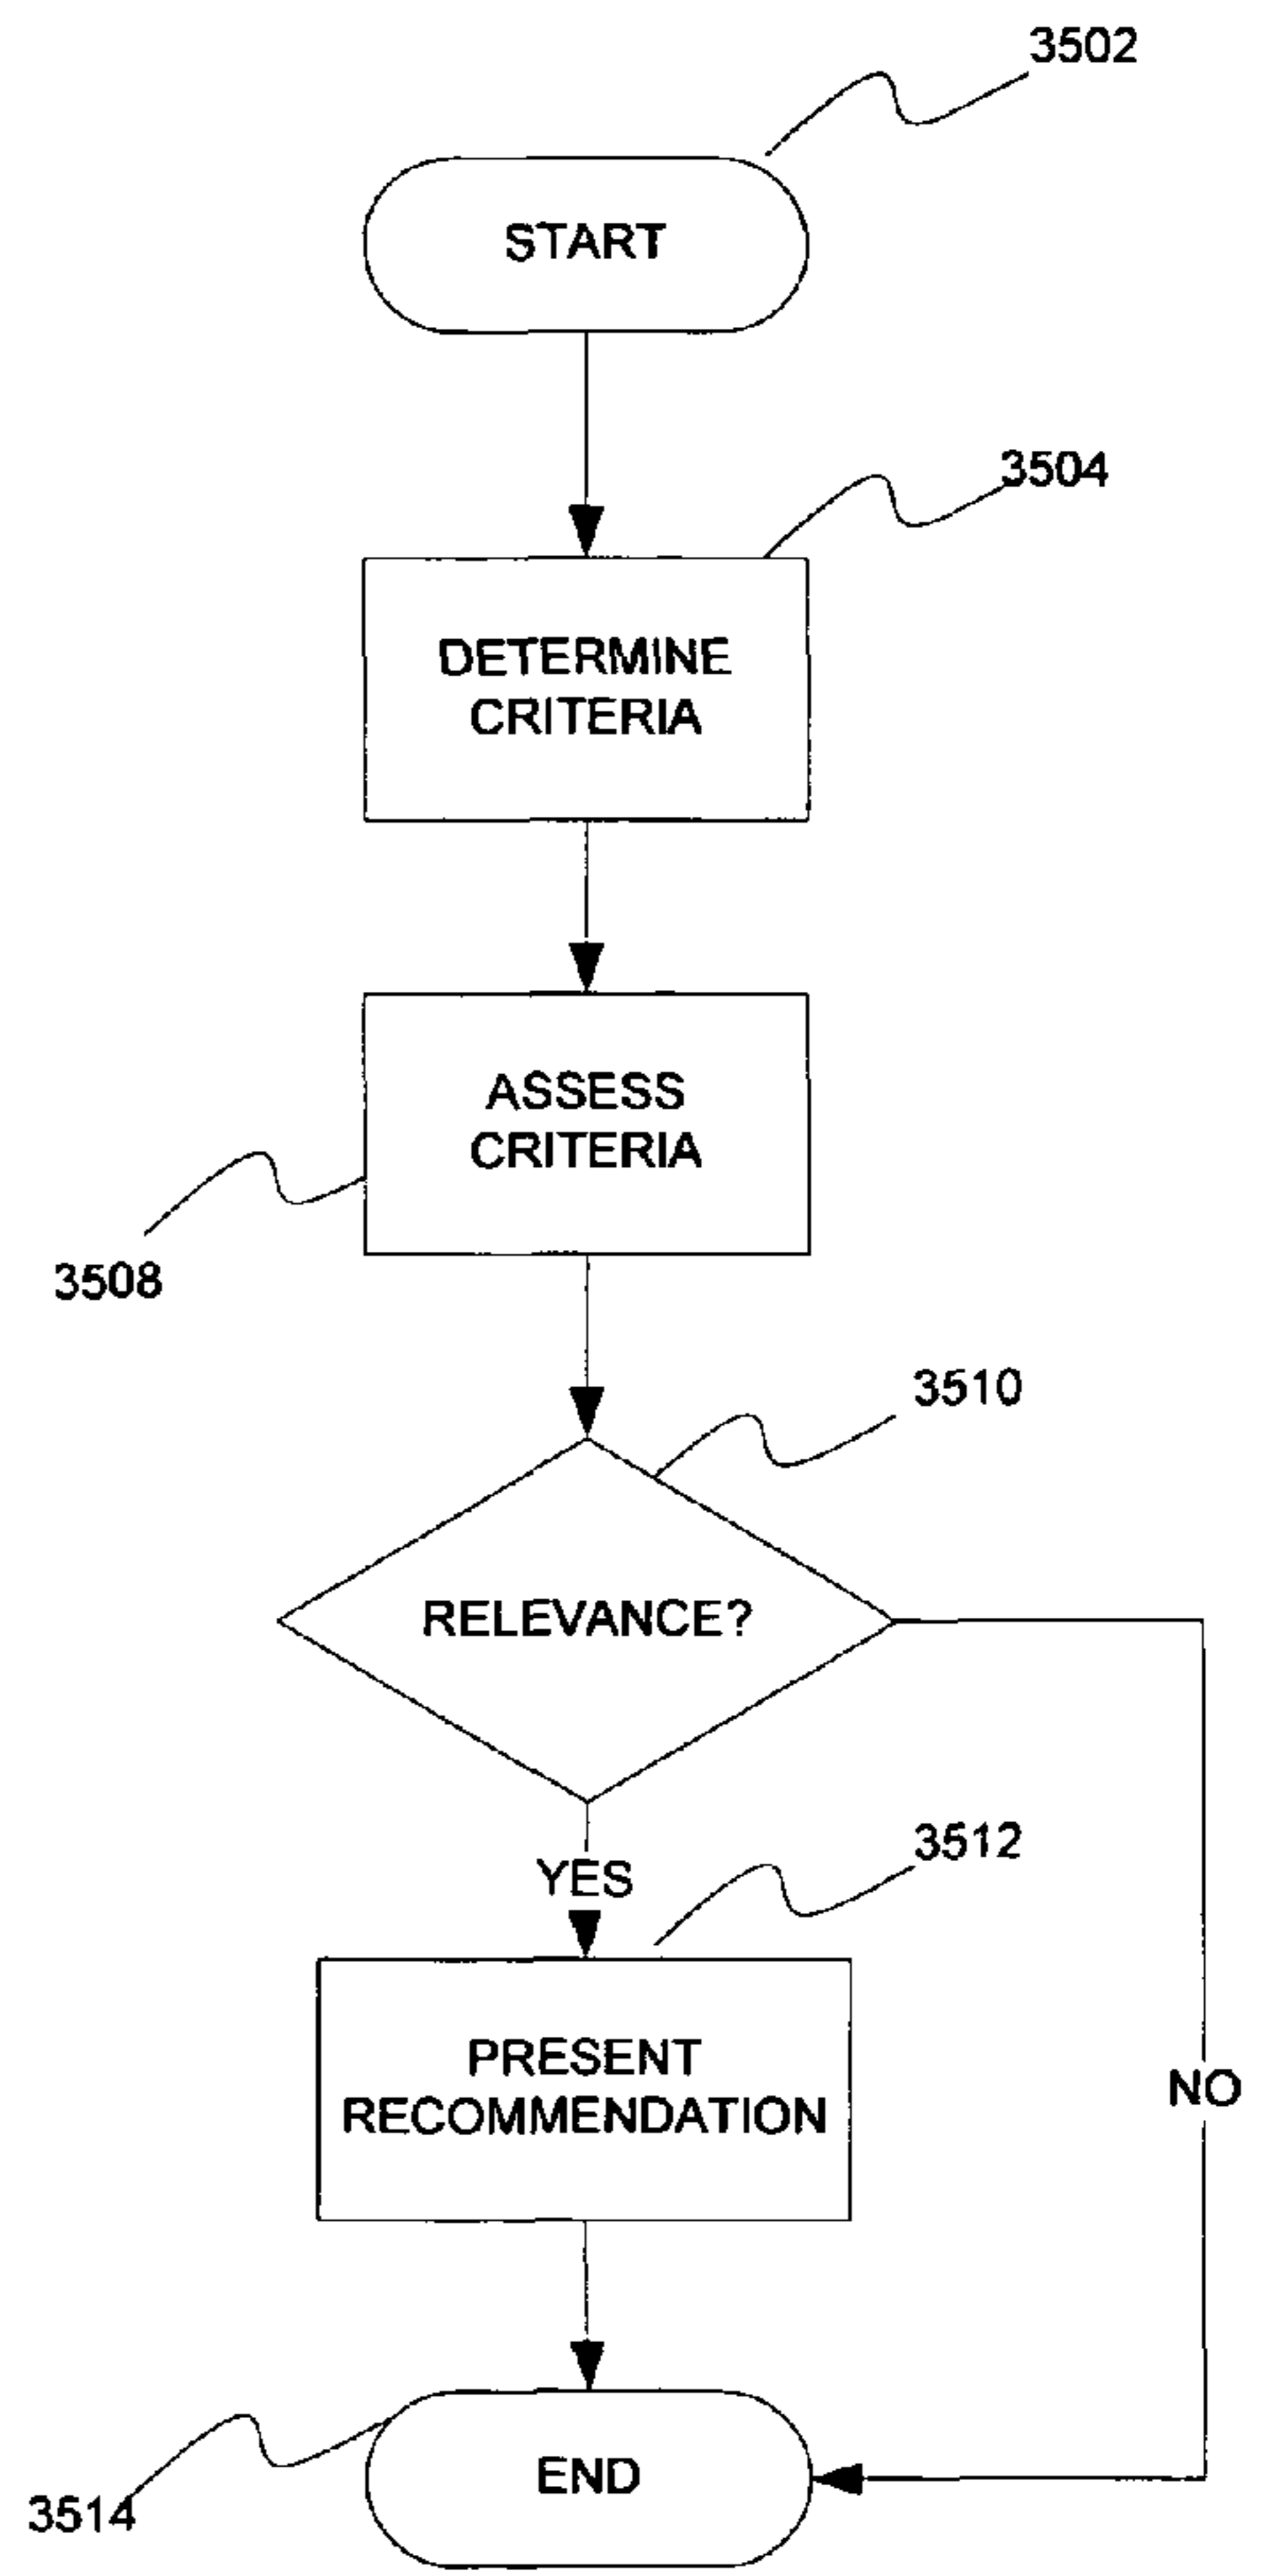 3502
START
3504
DETERMINE
CRITERIA
ASSESS
CRITERIA
3508
3510
RELEVANCE?
3512
YES
PRESENT
RECOMMENDATION
NO
END
3514